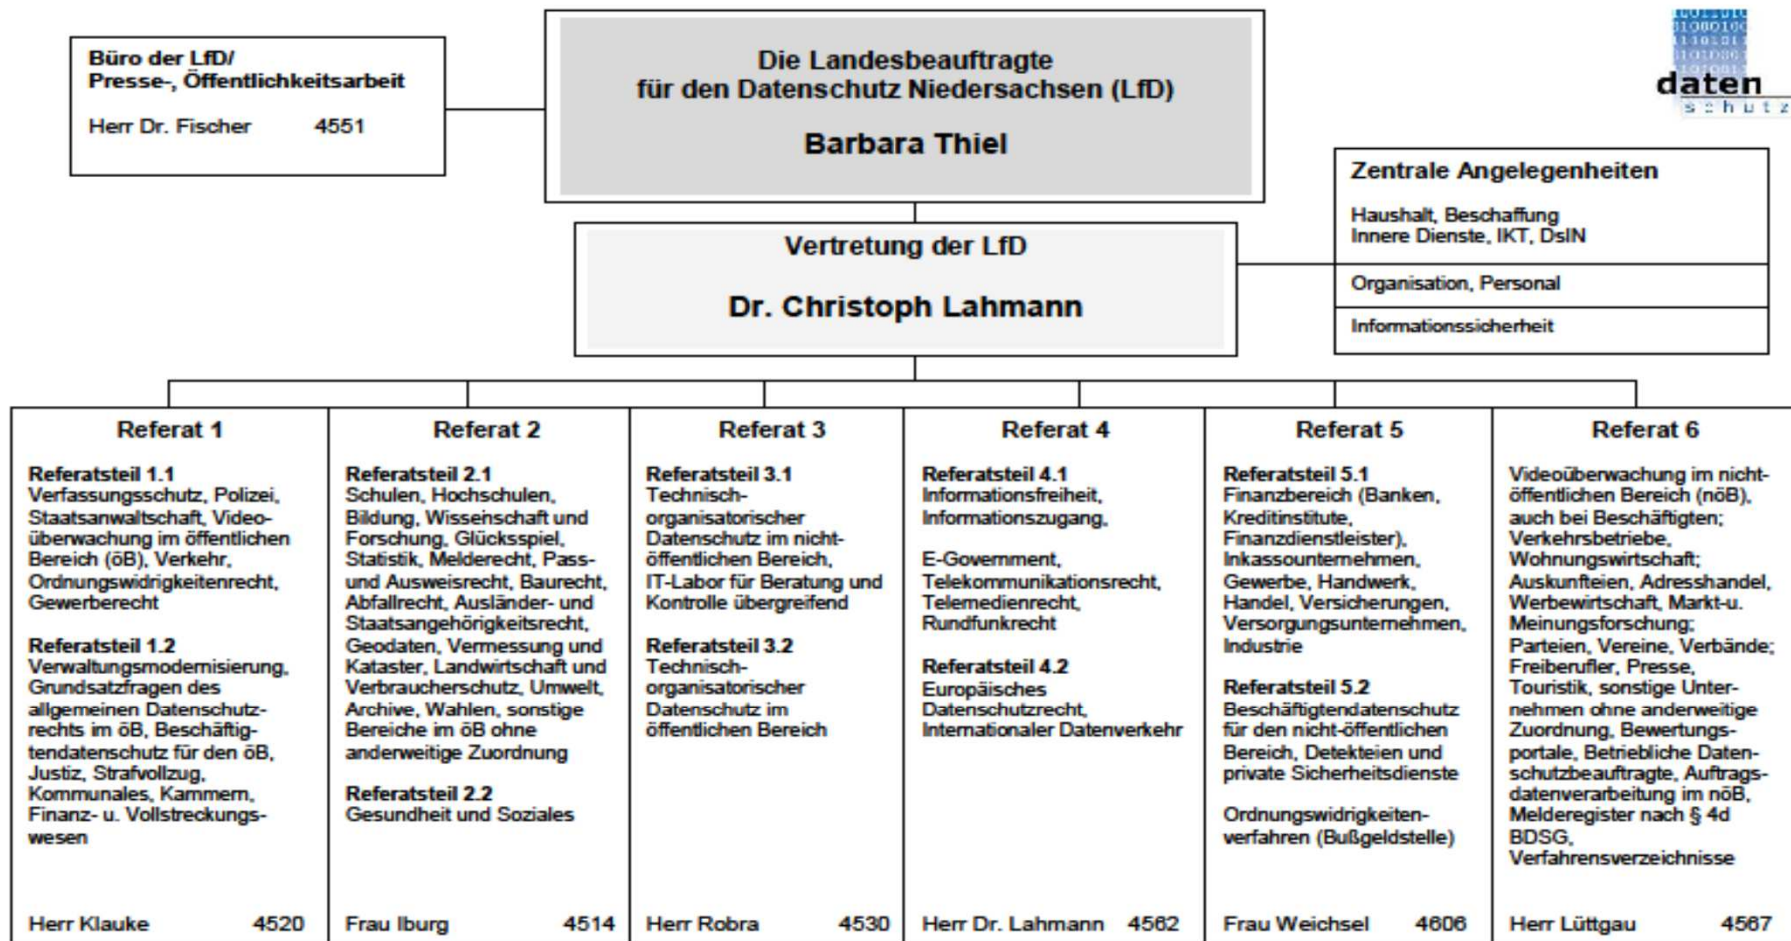 Büro der LfD/
Presse-, Öffentlichkeitsarbeit
Herr Dr. Fischer 4551
Die Landesbeauftragte
für den Datenschutz Niedersachsen (LfD)
Barbara Thiel
daten
schutz
Zentrale Angelegenheiten
Haushalt, Beschaffung
Innere Dienste, IKT, DsIN
Organisation, Personal
Informationssicherheit
Vertretung der LfD
Dr. Christoph Lahmann
Referat 1
Referatsteil 1.1
Verfassungsschutz, Polizei,
Staatsanwaltschaft, Video-
überwachung im öffentlichen
Bereich (öB), Verkehr,
Ordnungswidrigkeitenrecht,
Gewerberecht
Referatsteil 1.2
Verwaltungsmodernisierung,
Grundsatzfragen des
allgemeinen Datenschutz-
rechts im öB, Beschäftig-
tendatenschutz für den öB,
Justiz, Strafvollzug,
Kommunales, Kammern,
Finanz- u. Vollstreckungs-
wesen
Herr Klauke 4520
Referat 2
Referatsteil 2.1
Schulen, Hochschulen,
Bildung, Wissenschaft und
Forschung, Glücksspiel,
Statistik, Melderecht, Pass-
und Ausweisrecht, Baurecht,
Abfallrecht, Ausländer- und
Staatsangehörigkeitsrecht,
Geodaten, Vermessung und
Kataster, Landwirtschaft und
Verbraucherschutz, Umwelt,
Archive, Wahlen, sonstige
Bereiche im öB ohne
anderweitige Zuordnung
Referatsteil 2.2
Gesundheit und Soziales
Frau Iburg 4514
Referat 3
Referatsteil 3.1
Technisch-
organisatorischer
Datenschutz im nicht-
öffentlichen Bereich,
IT-Labor für Beratung und
Kontrolle übergreifend
Referatsteil 3.2
Technisch-
organisatorischer
Datenschutz im
öffentlichen Bereich
Herr Robra 4530
Referat 4
Referatsteil 4.1
Informationsfreiheit,
Informationszugang,
E-Government,
Telekommunikationsrecht,
Telemedienrecht,
Rundfunkrecht
Referatsteil 4.2
Europäisches
Datenschutzrecht,
Internationaler Datenverkehr
Herr Dr. Lahmann 4562
Referat 5
Referatsteil 5.1
Finanzbereich (Banken,
Kreditinstitute,
Finanzdienstleister),
Inkassounternehmen,
Gewerbe, Handwerk,
Handel, Versicherungen,
Versorgungsunternehmen,
Industrie
Referatsteil 5.2
Beschäftigtendatenschutz
für den nicht-öffentlichen
Bereich, Detekteien und
private Sicherheitsdienste
Ordnungswidrigkeiten-
verfahren (Bußgeldstelle)
Frau Weichsel 4606
Referat 6
Videoüberwachung im nicht-
öffentlichen Bereich (nöB),
auch bei Beschäftigten;
Verkehrsbetriebe,
Wohnungswirtschaft;
Auskunfteien, Adresshandel,
Werbewirtschaft, Markt-u.
Meinungsforschung;
Parteien, Vereine, Verbände;
Freiberufler, Presse,
Touristik, sonstige Unter-
nehmen ohne anderweitige
Zuordnung, Bewertungs-
portale, Betriebliche Daten-
schutzbeauftragte, Auftrags-
datenverarbeitung im nöB,
Melderegister nach § 4d
BDSG,
Verfahrensverzeichnisse
Herr Lüttgau 4567